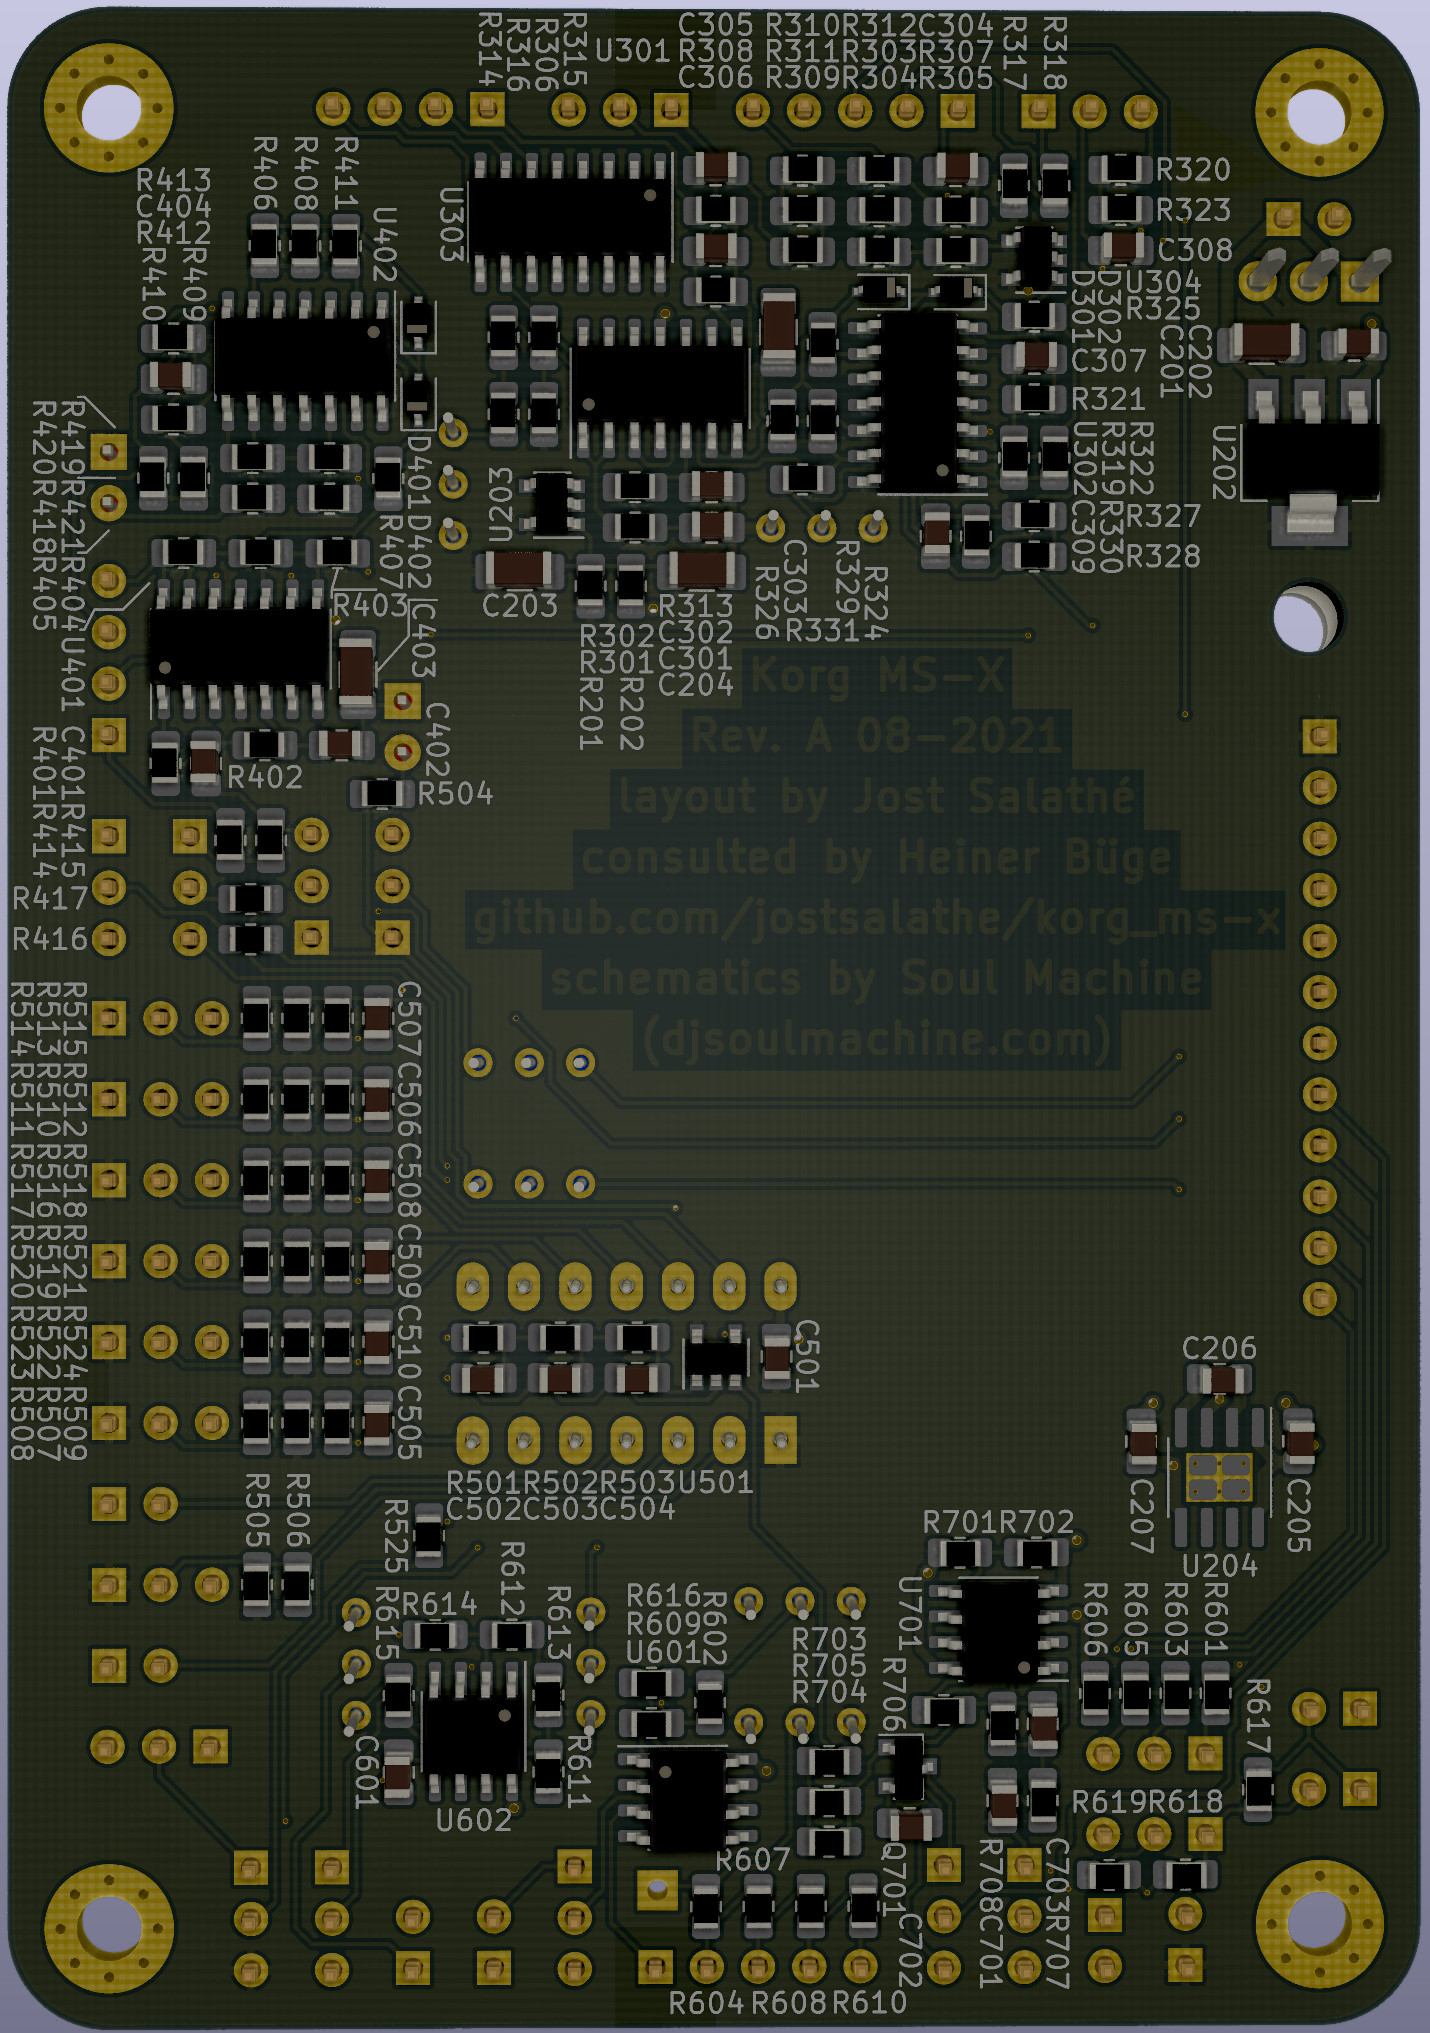 R314
R316
R306
R315
U301
C305 R310 R312 C304
R308 R311 R303 R307
C306 R309 R304 R305
R317
R318
R413
C404
R412
R410
R409
R406
R408
R411
U402
U303
R320
R323
C308
U304
R325
D301
D302
C307
R321
C201
C202
U202
R420 R418 R405
R419 R421 R404 U401
D401 D402
R407
R403
C403
U203
C203
R302
R301
R201
R202
R313
C302
C301
C204
R326
C303
R331
R329
R324
U302 C309
R319 R330
R322
R327
R328
Korg MS-X
Rev. A 08-2021
layout by Jost Salathé
consulted by Heiner Büge
github.com/jostsalathe/korg_ms-x
schematics by Soul Machine
(djsoulmachine.com)
C402
R402
R504
R401 R414
C401 R415
R417
R416
R514 R511 R517 R520 R523 R508
R513 R510 R516 R519 R522 R507
R515 R512 R518 R521 R524 R509
C507 C506 C508 C509 C510 C505
C501
R501 R502 R503 U501
C502 C503 C504
R505
R506
R525
C206
C207
C205
U204
R701 R702
U701
R612
R614
R615
R613
R616
R609
U601
R602
R703
R705
R704
R706
R606
R605
R603
R601
R617
C601
U602
R611
R607
Q701
C702
R619 R618
R708 C701
C703 R707
R604 R608 R610